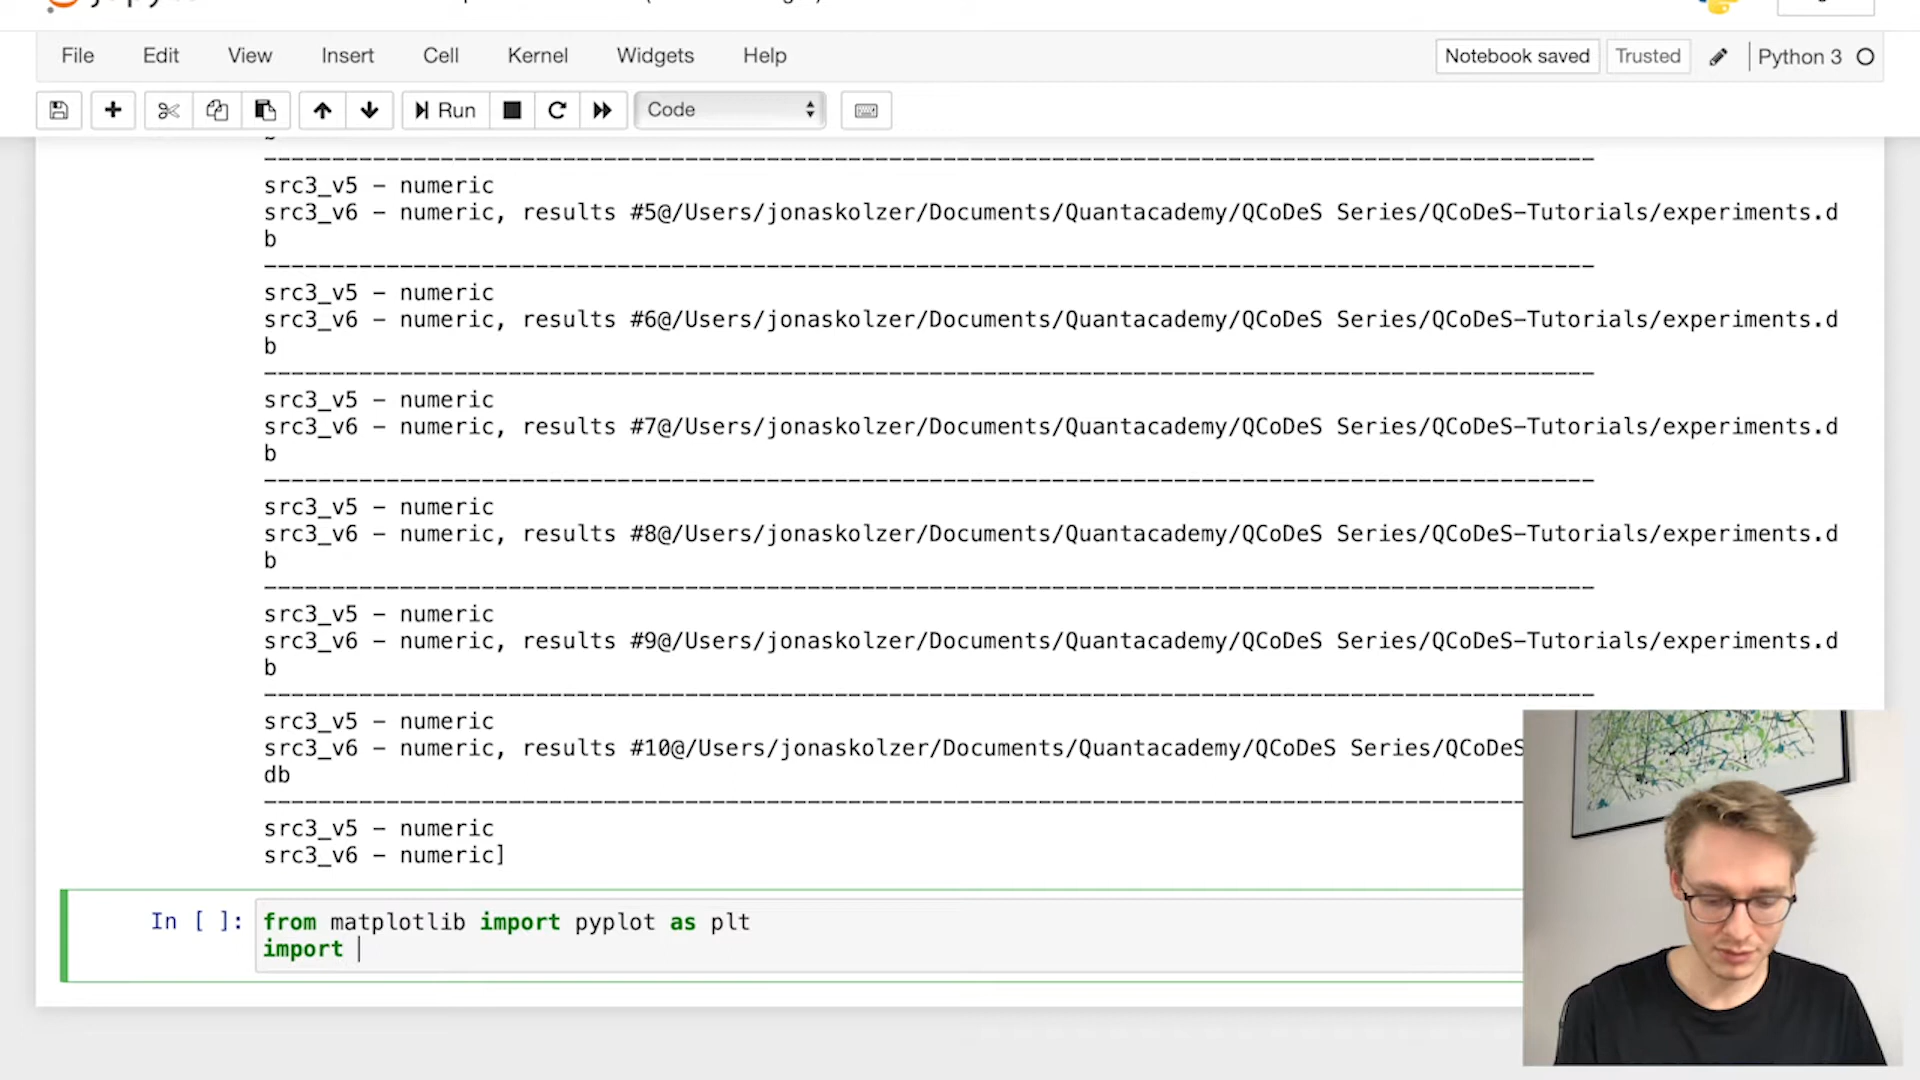 File Edit View Insert Cell Kernel Widgets Help Notebook saved Trusted Python 3
Run Code
------------------------------------------------------------------------------------------
src3_v5 - numeric
src3_v6 - numeric, results #5@/Users/jonaskolzer/Documents/Quantacademy/QCoDeS Series/QCoDeS-Tutorials/experiments.d
b
------------------------------------------------------------------------------------------
src3_v5 - numeric
src3_v6 - numeric, results #6@/Users/jonaskolzer/Documents/Quantacademy/QCoDeS Series/QCoDeS-Tutorials/experiments.d
b
------------------------------------------------------------------------------------------
src3_v5 - numeric
src3_v6 - numeric, results #7@/Users/jonaskolzer/Documents/Quantacademy/QCoDeS Series/QCoDeS-Tutorials/experiments.d
b
------------------------------------------------------------------------------------------
src3_v5 - numeric
src3_v6 - numeric, results #8@/Users/jonaskolzer/Documents/Quantacademy/QCoDeS Series/QCoDeS-Tutorials/experiments.d
b
------------------------------------------------------------------------------------------
src3_v5 - numeric
src3_v6 - numeric, results #9@/Users/jonaskolzer/Documents/Quantacademy/QCoDeS Series/QCoDeS-Tutorials/experiments.d
b
------------------------------------------------------------------------------------------
src3_v5 - numeric
src3_v6 - numeric, results #10@/Users/jonaskolzer/Documents/Quantacademy/QCoDeS Series/QCoDeS
db
------------------------------------------------------------------------------------------
src3_v5 - numeric
src3_v6 - numeric]
In [ ]: from matplotlib import pyplot as plt
import